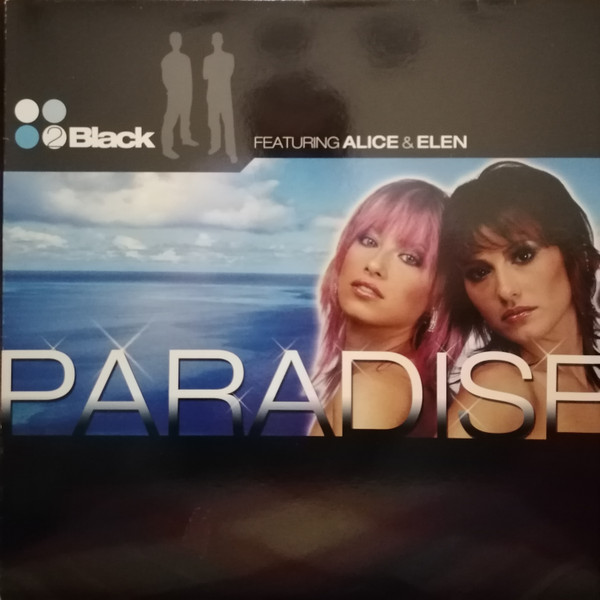 2Black
FEATURING ALICE & ELEN
PARADISE